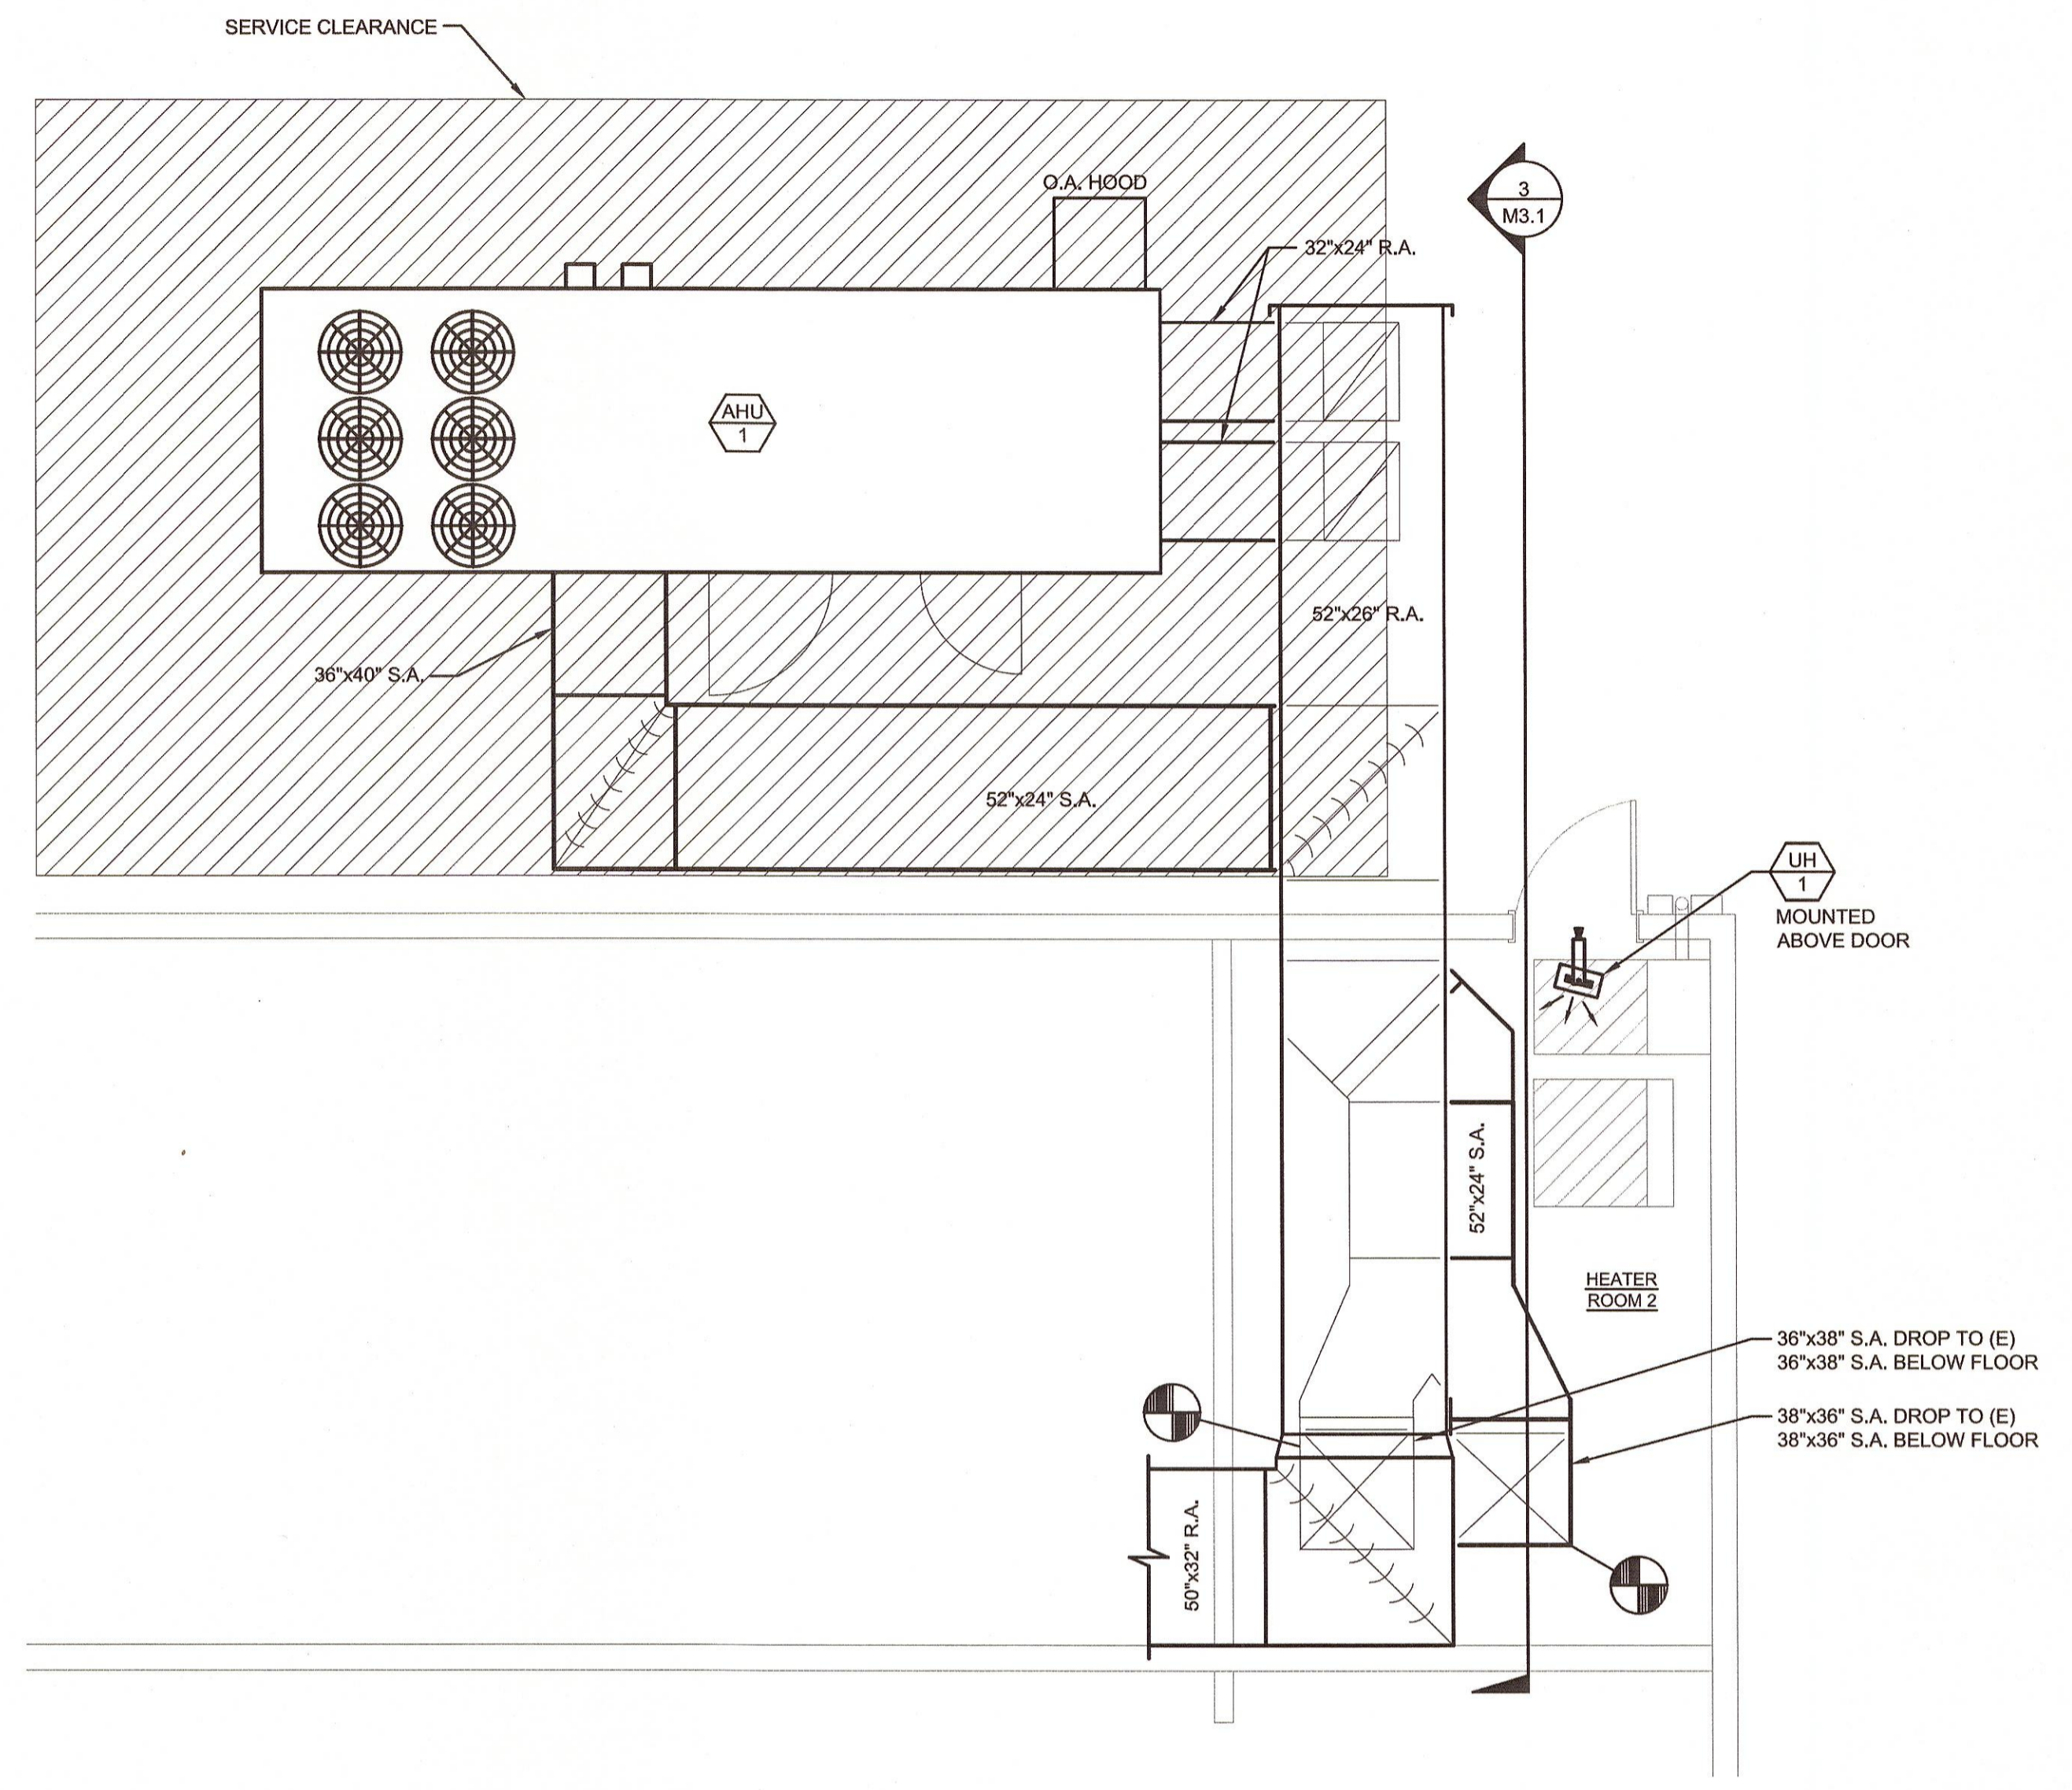 SERVICE CLEARANCE
O.A. HOOD
3
M3.1
32"x24" R.A.
AHU
1
52"x26" R.A.
36"x40" S.A.
52"x24" S.A.
UH
1
MOUNTED
ABOVE DOOR
52"x24" S.A.
HEATER
ROOM 2
36"x38" S.A. DROP TO (E)
36"x38" S.A. BELOW FLOOR
38"x36" S.A. DROP TO (E)
38"x36" S.A. BELOW FLOOR
50"x32" R.A.